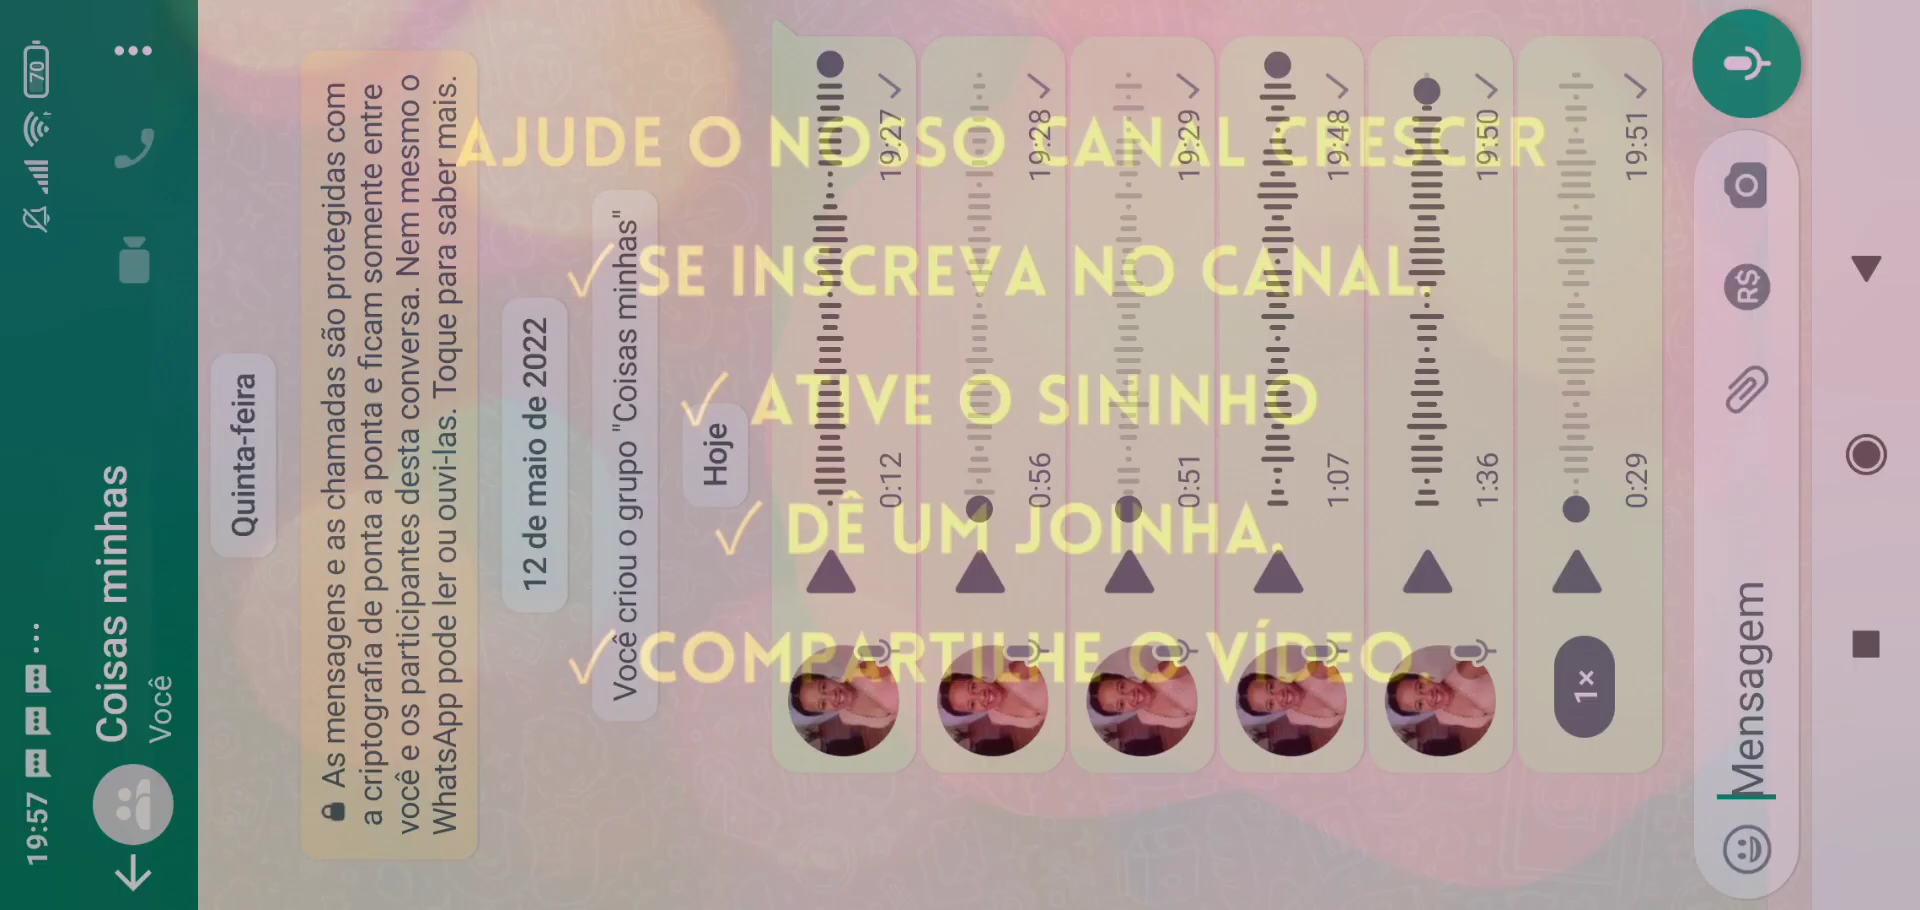 19:57
70
Coisas minhas
Você
Quinta-feira
As mensagens e as chamadas são protegidas com
a criptografia de ponta a ponta e ficam somente entre
você e os participantes desta conversa. Nem mesmo o
WhatsApp pode ler ou ouvi-las. Toque para saber mais.
12 de maio de 2022
Você criou o grupo "Coisas minhas"
Hoje
0:12 19:27
0:56 19:28
0:51 19:29
1:07 19:48
1:36 19:50
1× 0:29 19:51
Mensagem R$
AJUDE O NOSSO CANAL CRESCER
✓ SE INSCREVA NO CANAL.
✓ ATIVE O SININHO
✓ DÊ UM JOINHA.
✓ COMPARTILHE O VÍDEO.